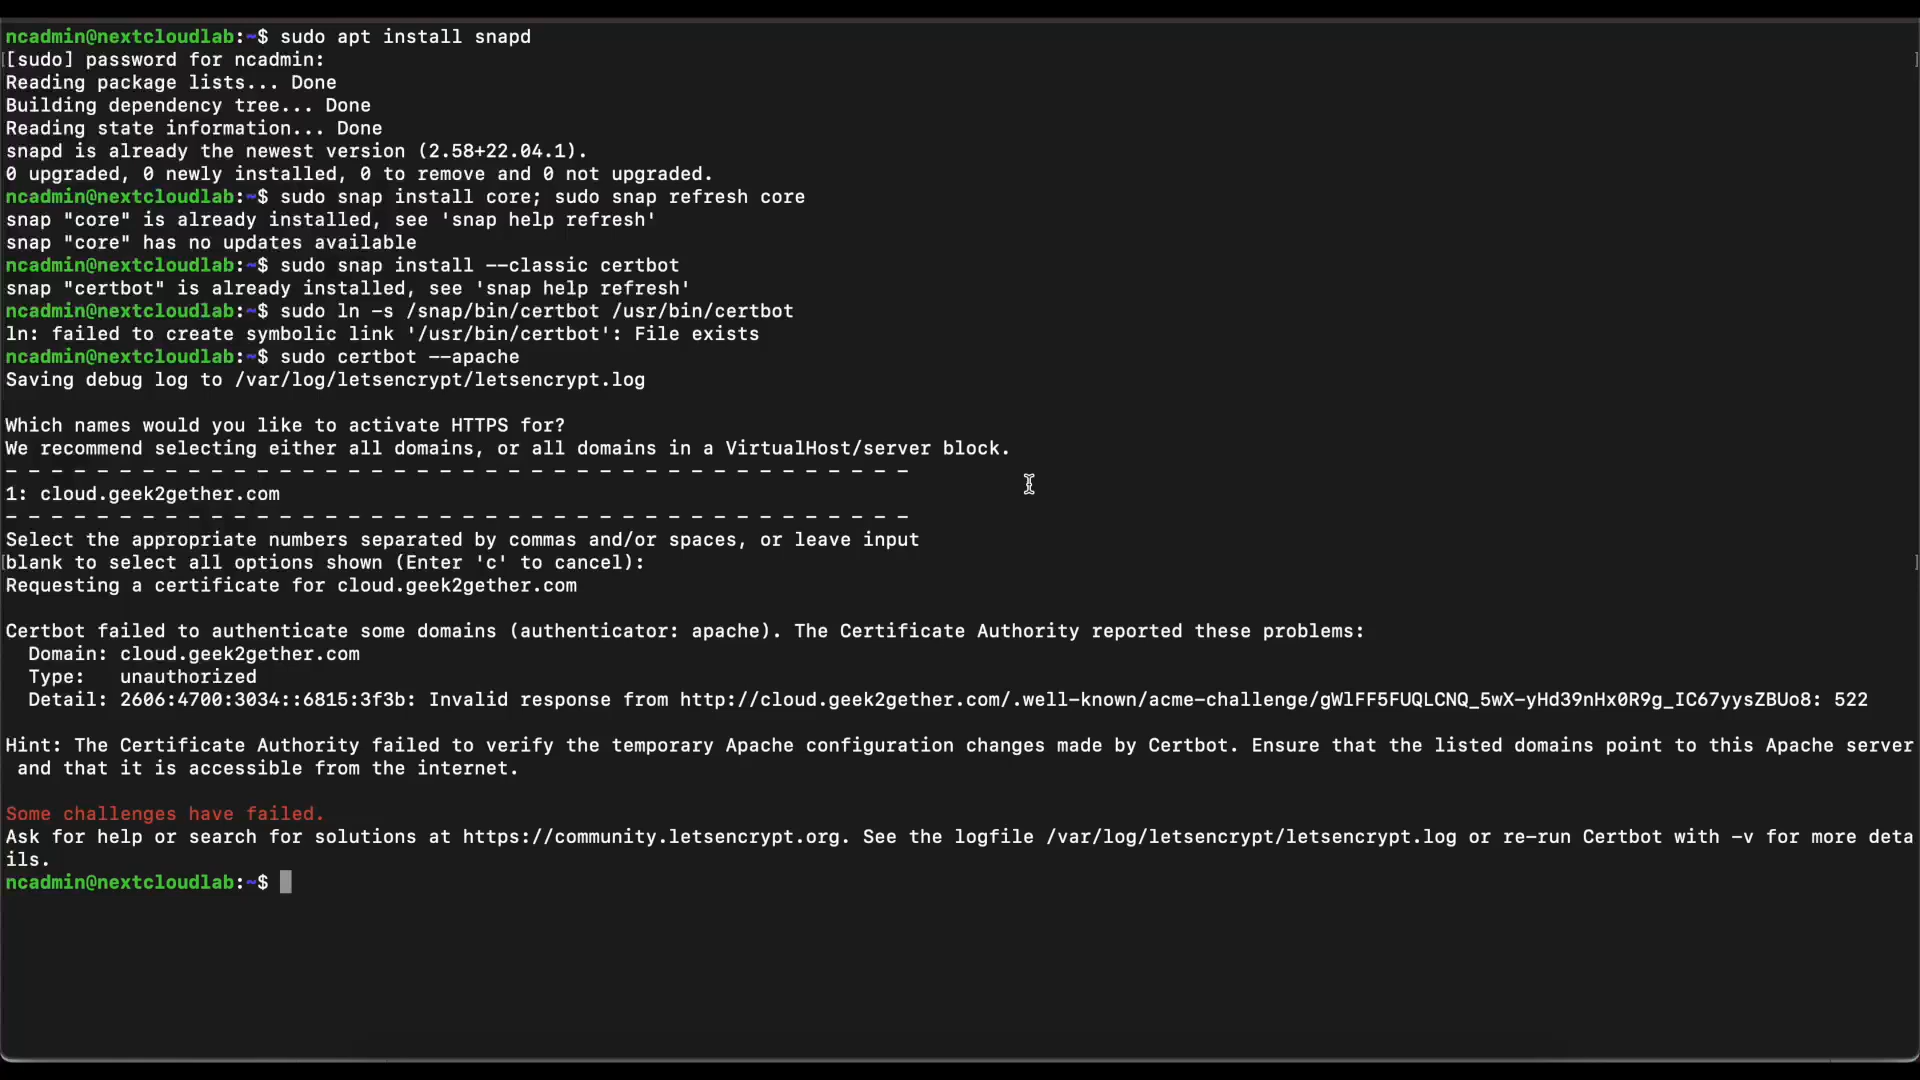 ncadmin@nextcloudlab:~$ sudo apt install snapd
[sudo] password for ncadmin:
Reading package lists... Done
Building dependency tree... Done
Reading state information... Done
snapd is already the newest version (2.58+22.04.1).
0 upgraded, 0 newly installed, 0 to remove and 0 not upgraded.
ncadmin@nextcloudlab:~$ sudo snap install core; sudo snap refresh core
snap "core" is already installed, see 'snap help refresh'
snap "core" has no updates available
ncadmin@nextcloudlab:~$ sudo snap install --classic certbot
snap "certbot" is already installed, see 'snap help refresh'
ncadmin@nextcloudlab:~$ sudo ln -s /snap/bin/certbot /usr/bin/certbot
ln: failed to create symbolic link '/usr/bin/certbot': File exists
ncadmin@nextcloudlab:~$ sudo certbot --apache
Saving debug log to /var/log/letsencrypt/letsencrypt.log
Which names would you like to activate HTTPS for?
We recommend selecting either all domains, or all domains in a VirtualHost/server block.
- - - - - - - - - - - - - - - - - - - - - - - - - - - - - - - - - - - - - - - -
1: cloud.geek2gether.com
- - - - - - - - - - - - - - - - - - - - - - - - - - - - - - - - - - - - - - - -
Select the appropriate numbers separated by commas and/or spaces, or leave input
blank to select all options shown (Enter 'c' to cancel):
Requesting a certificate for cloud.geek2gether.com
Certbot failed to authenticate some domains (authenticator: apache). The Certificate Authority reported these problems:
Domain: cloud.geek2gether.com
Type: unauthorized
Detail: 2606:4700:3034::6815:3f3b: Invalid response from http://cloud.geek2gether.com/.well-known/acme-challenge/gWlFF5FUQLCNQ_5wX-yHd39nHx0R9g_IC67yysZBUo8: 522
Hint: The Certificate Authority failed to verify the temporary Apache configuration changes made by Certbot. Ensure that the listed domains point to this Apache server
and that it is accessible from the internet.
Some challenges have failed.
Ask for help or search for solutions at https://community.letsencrypt.org. See the logfile /var/log/letsencrypt/letsencrypt.log or re-run Certbot with -v for more deta
ils.
ncadmin@nextcloudlab:~$